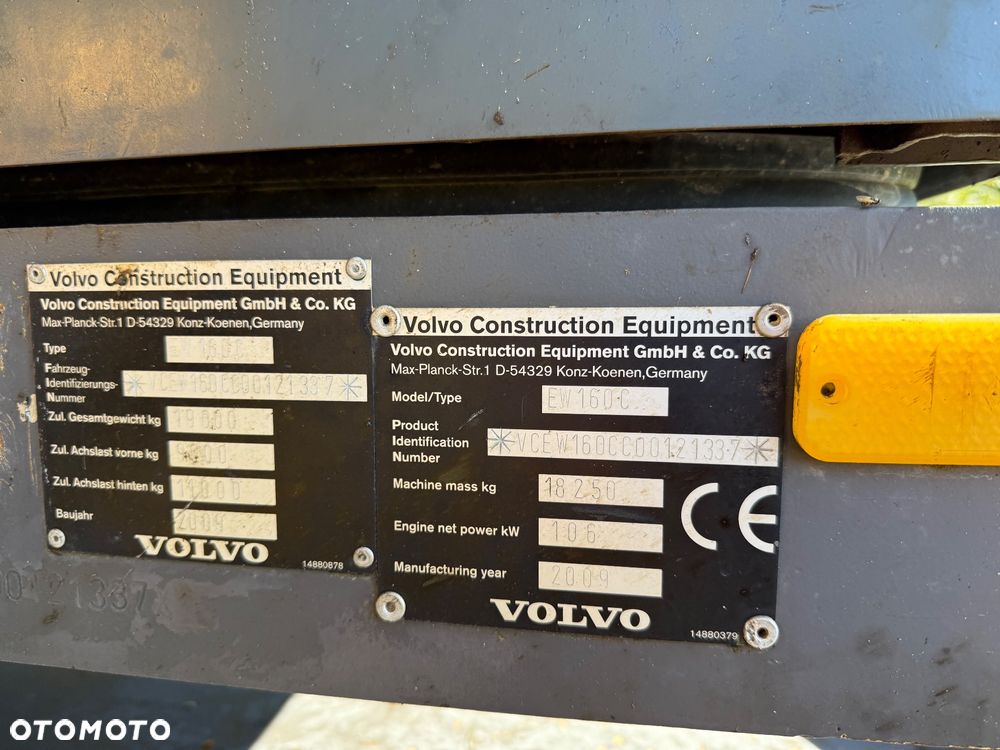 Volvo Construction Equipment
Volvo Construction Equipment GmbH & Co. KG
Max-Planck-Str.1 D-54329 Konz-Koenen,Germany
Type
Fahrzeug-
Identifizierungs- *VCEW160CC00121337*
Nummer
Zul. Gesamtgewicht kg 19000
Zul. Achslast vorne kg
Zul. Achslast hinten kg 11000
Baujahr 2009
VOLVO
14880878
Volvo Construction Equipment
Volvo Construction Equipment GmbH & Co. KG
Max-Planck-Str.1 D-54329 Konz-Koenen,Germany
Model/Type EW160C
Product
Identification *VCEW160CC00121337*
Number
Machine mass kg 18250
Engine net power kW 106
Manufacturing year 2009
CE
VOLVO
14880379
00121337
OTOMOTO